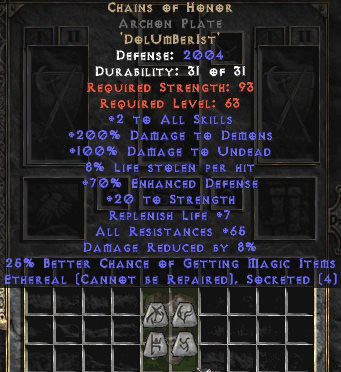 Chains of Honor
Archon Plate
'DolUmBerIst'
Defense: 2004
Durability: 31 of 31
Required Strength: 93
Required Level: 63
+2 to All Skills
+200% Damage to Demons
+100% Damage to Undead
8% Life stolen per hit
+70% Enhanced Defense
+20 to Strength
Replenish Life +7
All Resistances +65
Damage Reduced by 8%
25% Better Chance of Getting Magic Items
Ethereal (Cannot be Repaired), Socketed (4)